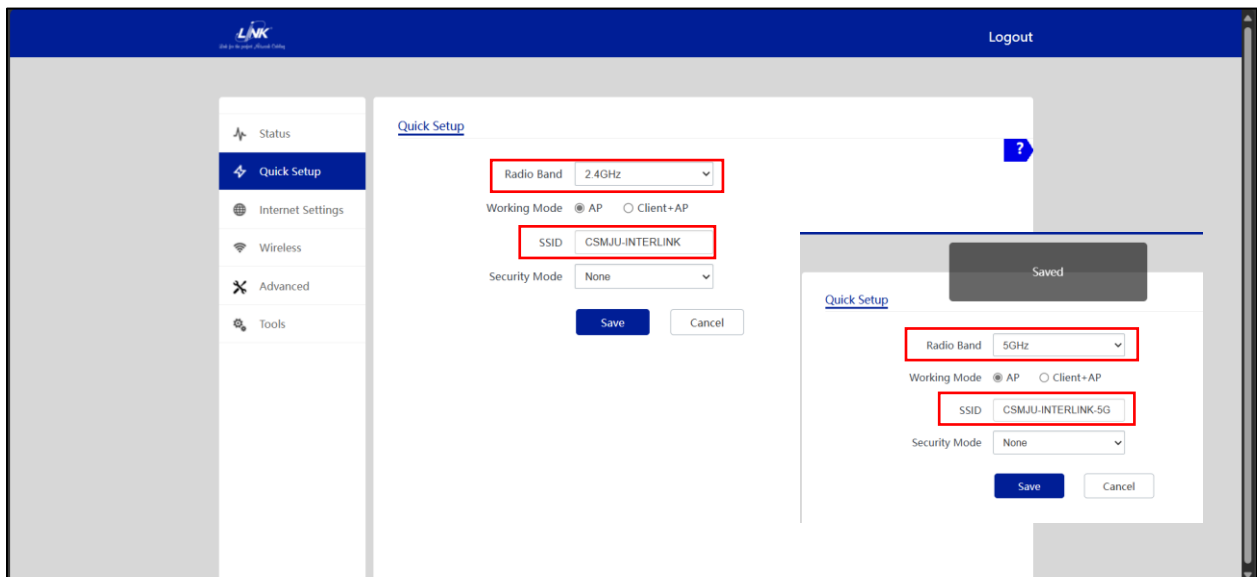 LINK
Logout
Status
Quick Setup
Internet Settings
Wireless
Advanced
Tools
Quick Setup
?
Radio Band 2.4GHz
Working Mode AP Client+AP
SSID CSMJU-INTERLINK
Security Mode None
Save Cancel
Saved
Quick Setup
Radio Band 5GHz
Working Mode AP Client+AP
SSID CSMJU-INTERLINK-5G
Security Mode None
Save Cancel